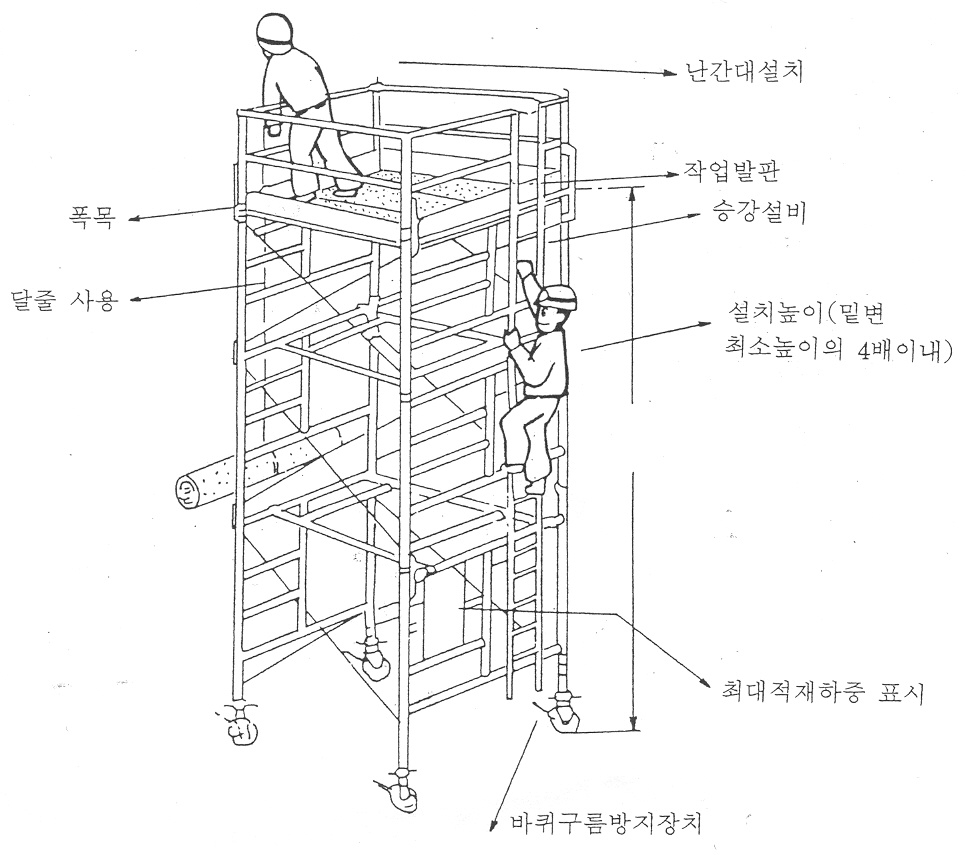 난간대설치
작업발판
폭목
승강설비
달줄 사용
설치높이(밑변
최소높이의 4배이내)
최대적재하중 표시
바퀴구름방지장치